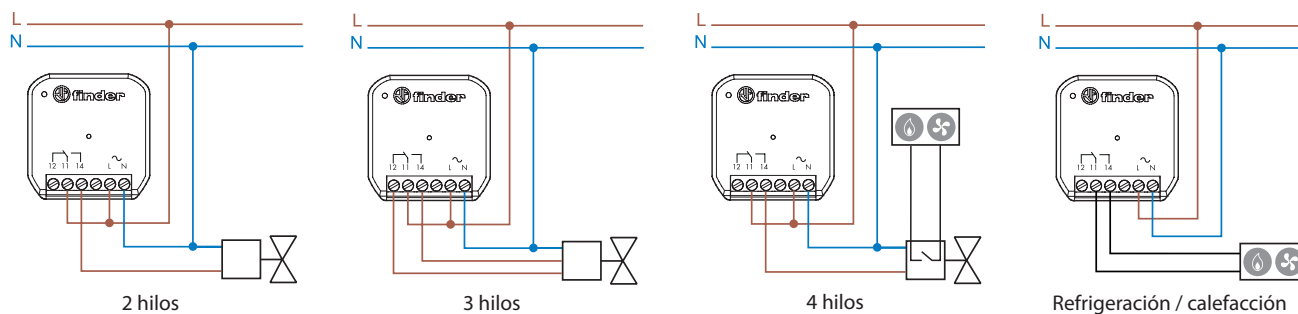 L
N
finder
12 11 14 L N
2 hilos
L
N
finder
12 11 14 L N
3 hilos
L
N
finder
12 11 14 L N
4 hilos
L
N
finder
12 11 14 L N
Refrigeración / calefacción